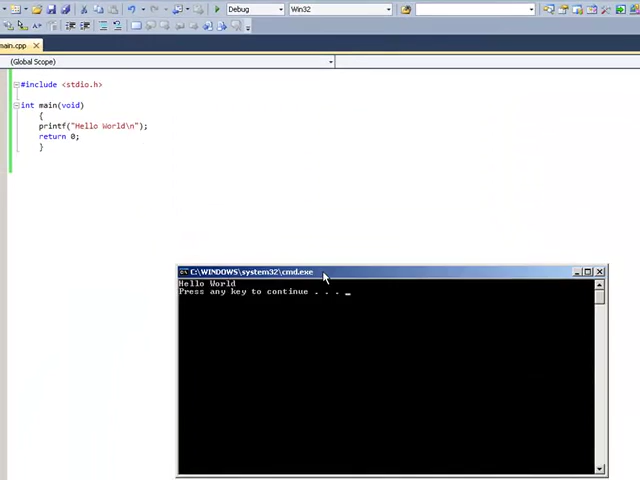 Debug
Win32
main.cpp
(Global Scope)
#include <stdio.h>
int main(void)
{
printf("Hello World\n");
return 0;
}
C:\WINDOWS\system32\cmd.exe
Hello World
Press any key to continue . . . _